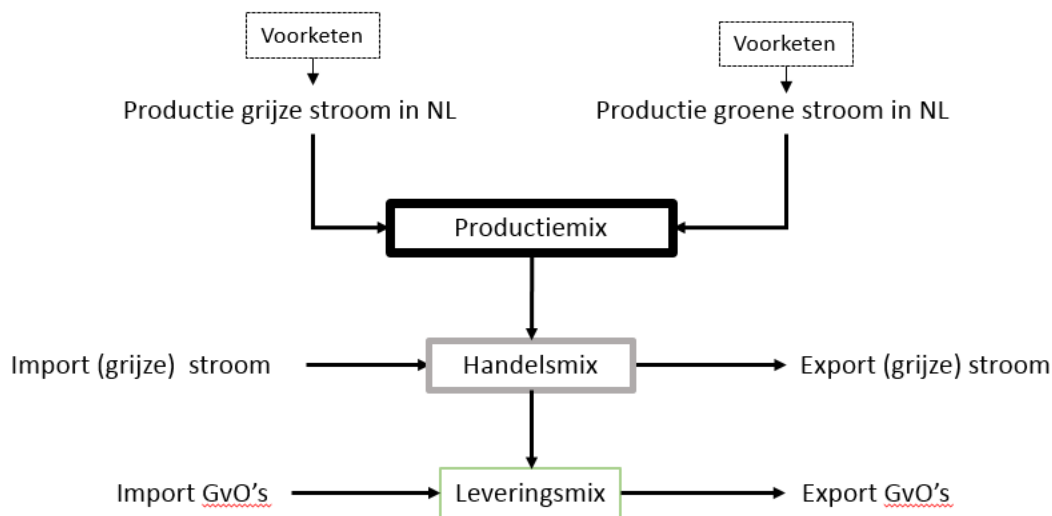 Voorketen
Voorketen
Productie grijze stroom in NL
Productie groene stroom in NL
Productiemix
Import (grijze) stroom
Handelsmix
Export (grijze) stroom
Import GvO's
Leveringsmix
Export GvO's